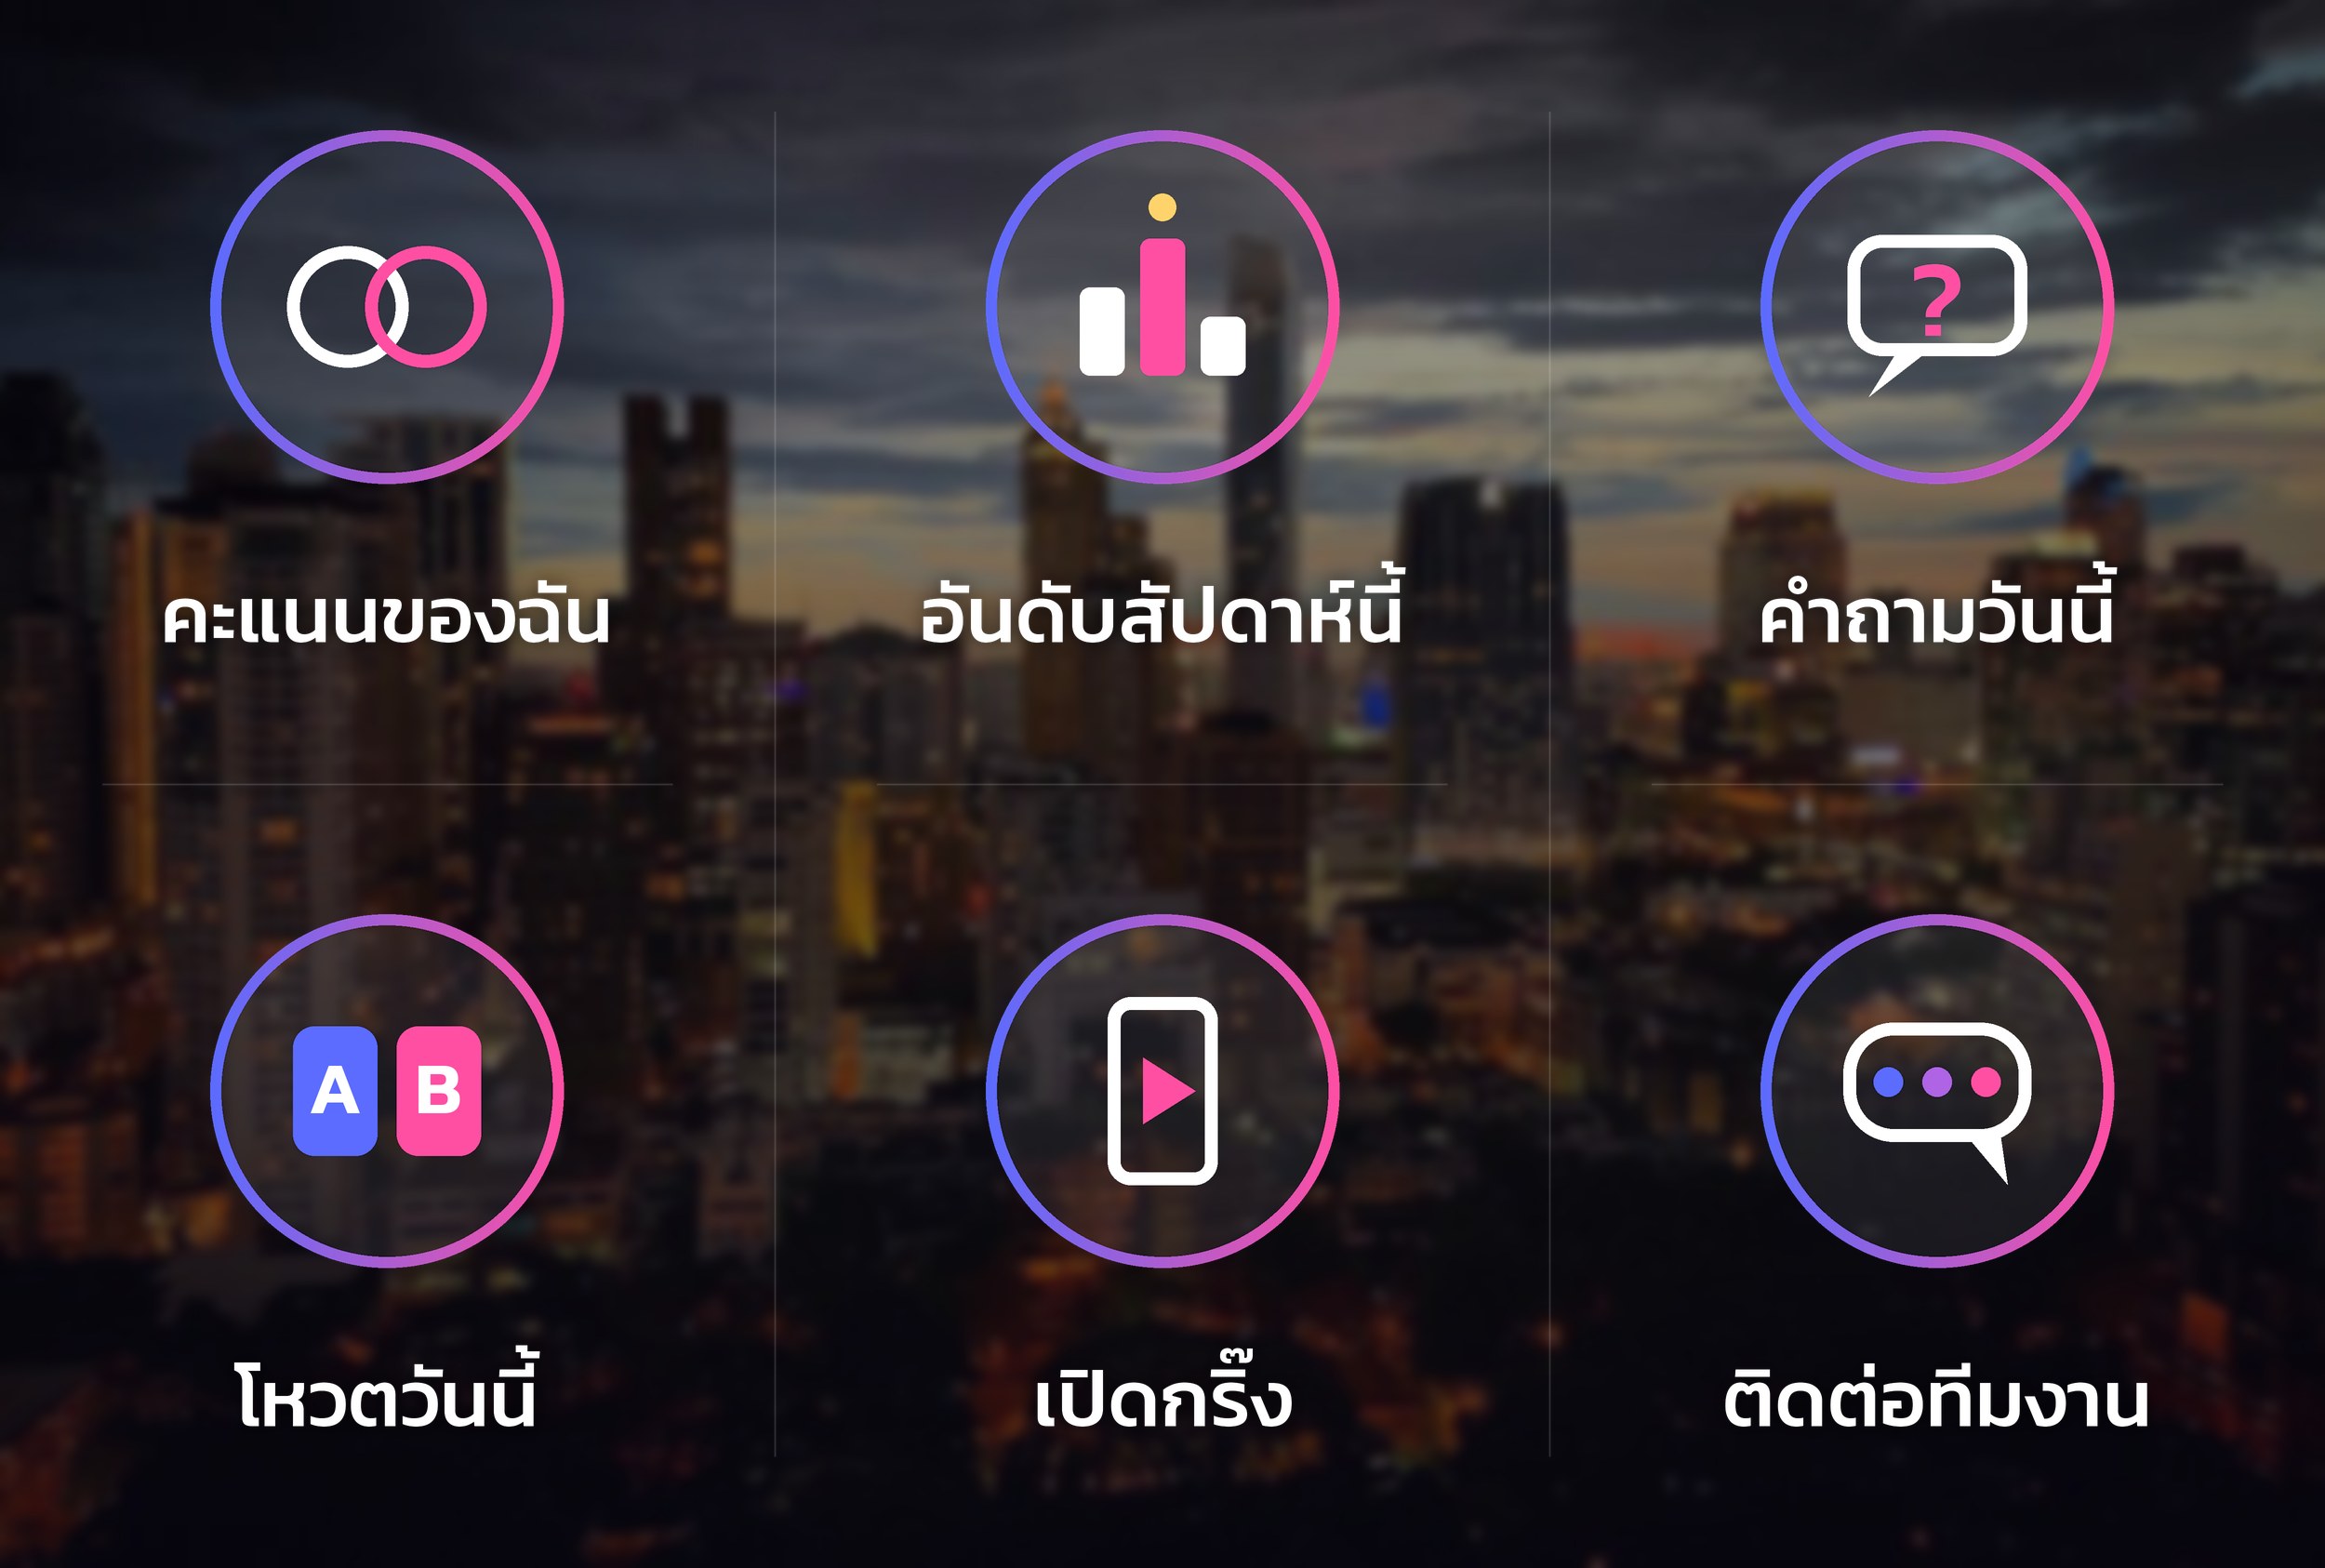 ?
คะแนนของฉัน
อันดับสัปดาห์นี้
คำถามวันนี้
A B
โหวตวันนี้
เปิดกริ๊ง
ติดต่อทีมงาน